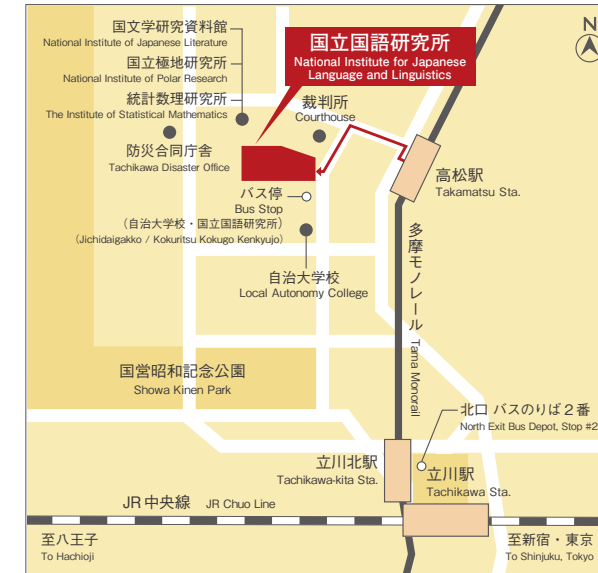 国文学研究資料館
National Institute of Japanese Literature
国立極地研究所
National Institute of Polar Research
統計数理研究所
The Institute of Statistical Mathematics
国立国語研究所
National Institute for Japanese
Language and Linguistics
N
裁判所
Courthouse
防災合同庁舎
Tachikawa Disaster Office
高松駅
Takamatsu Sta.
バス停
Bus Stop
(自治大学校・国立国語研究所)
(Jichidaigakko / Kokuritsu Kokugo Kenkyujo)
多摩モノレール
Tama Monorail
自治大学校
Local Autonomy College
国営昭和記念公園
Showa Kinen Park
北口 バスのりば2番
North Exit Bus Depot, Stop #2
立川北駅
Tachikawa-kita Sta.
立川駅
Tachikawa Sta.
JR中央線 JR Chuo Line
至八王子
To Hachioji
至新宿・東京
To Shinjuku, Tokyo